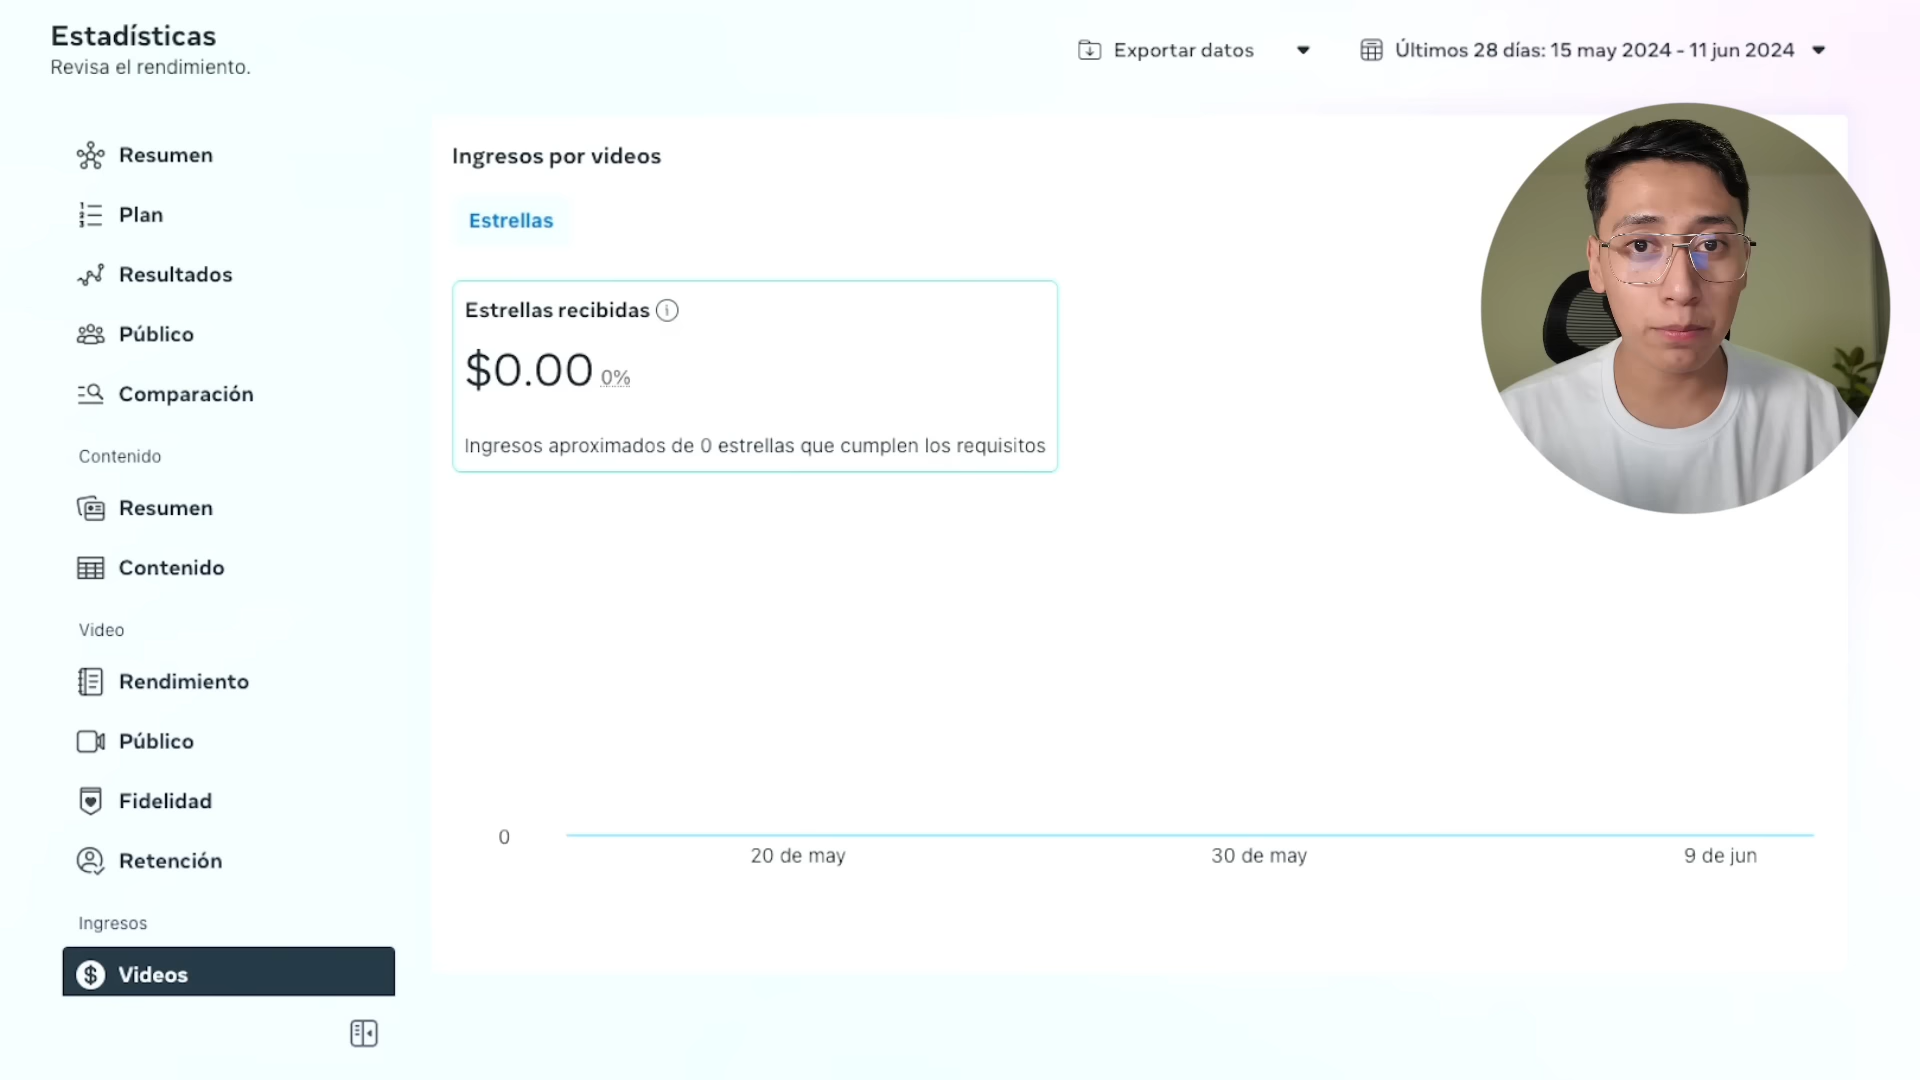 Estadísticas
Revisa el rendimiento.
Exportar datos
Últimos 28 días: 15 may 2024 - 11 jun 2024
Resumen
Plan
Resultados
Público
Comparación
Contenido
Resumen
Contenido
Video
Rendimiento
Público
Fidelidad
Retención
Ingresos
Videos
Ingresos por videos
Estrellas
Estrellas recibidas
$0.00 0%
Ingresos aproximados de 0 estrellas que cumplen los requisitos
0
20 de may
30 de may
9 de jun